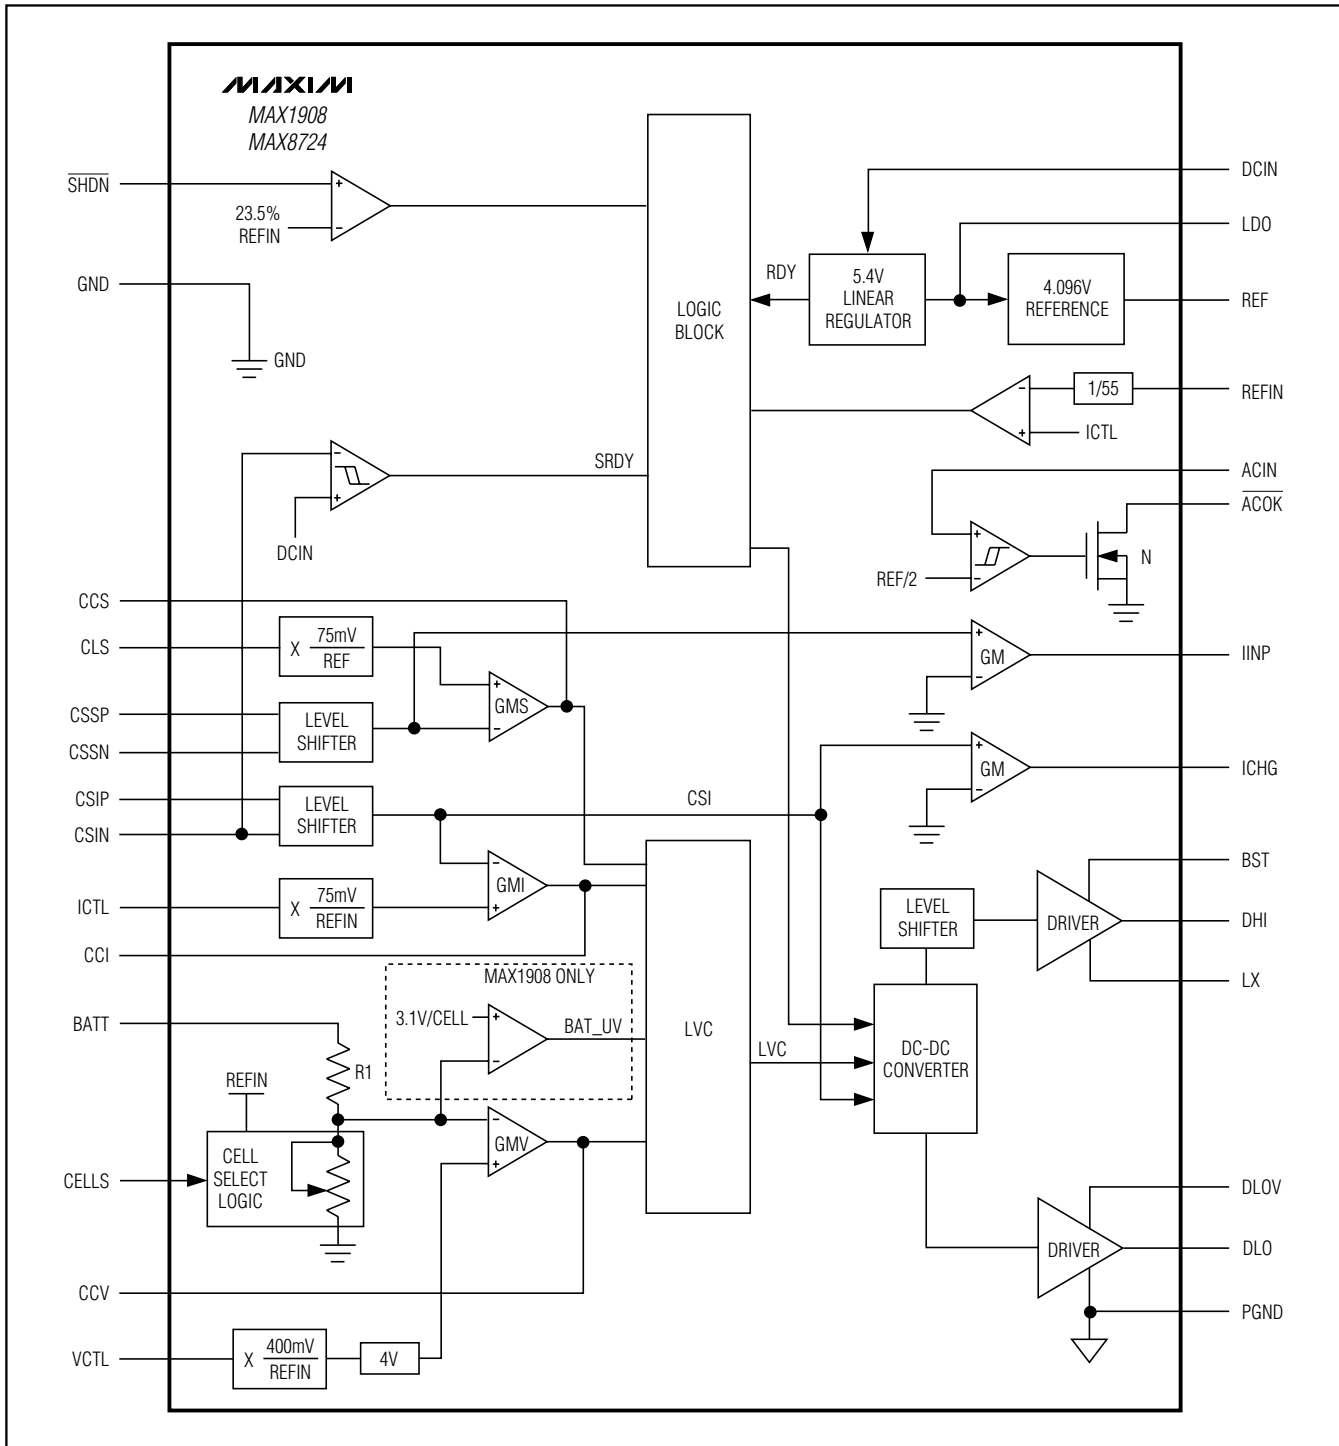 MAXIM
MAX1908
MAX8724
SHDN
23.5%
REFIN
+
-
GND
GND
LOGIC
BLOCK
RDY
5.4V
LINEAR
REGULATOR
4.096V
REFERENCE
DCIN
LDO
REF
1/55
REFIN
-
+
ICTL
SRDY
-
+
DCIN
ACIN
ACOK
+
-
REF/2
N
CCS
CLS
X
75mV
REF
CSSP
CSSN
LEVEL
SHIFTER
+
-
GMS
+
-
GM
IINP
CSIP
CSIN
LEVEL
SHIFTER
CSI
+
-
GM
ICHG
ICTL
X
75mV
REFIN
-
+
GMI
CCI
MAX1908 ONLY
3.1V/CELL
+
-
BAT_UV
LVC
LVC
BATT
R1
REFIN
CELL
SELECT
LOGIC
CELLS
-
+
GMV
CCV
VCTL
X
400mV
REFIN
4V
LEVEL
SHIFTER
DC-DC
CONVERTER
DRIVER
BST
DHI
LX
DRIVER
DLOV
DLO
PGND